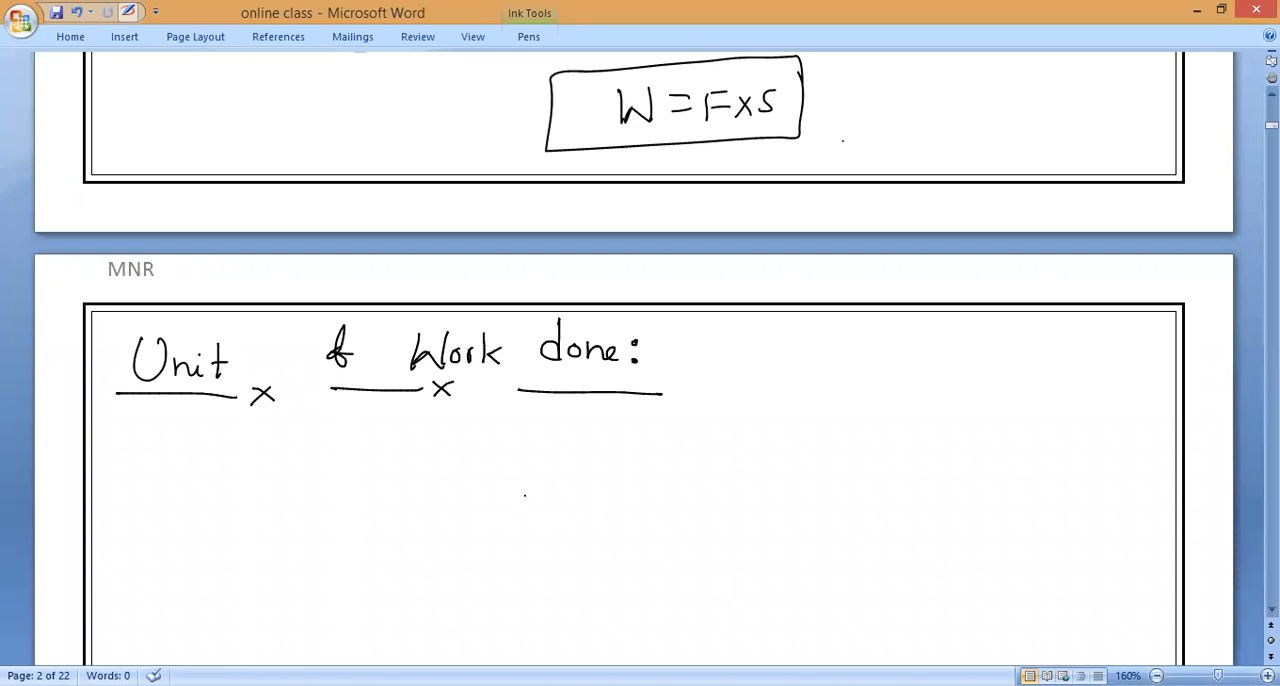 online class - Microsoft Word
Ink Tools
Home Insert Page Layout References Mailings Review View Pens
W = F x s
MNR
Unit of Work done:
Page: 2 of 22 Words: 0 160%